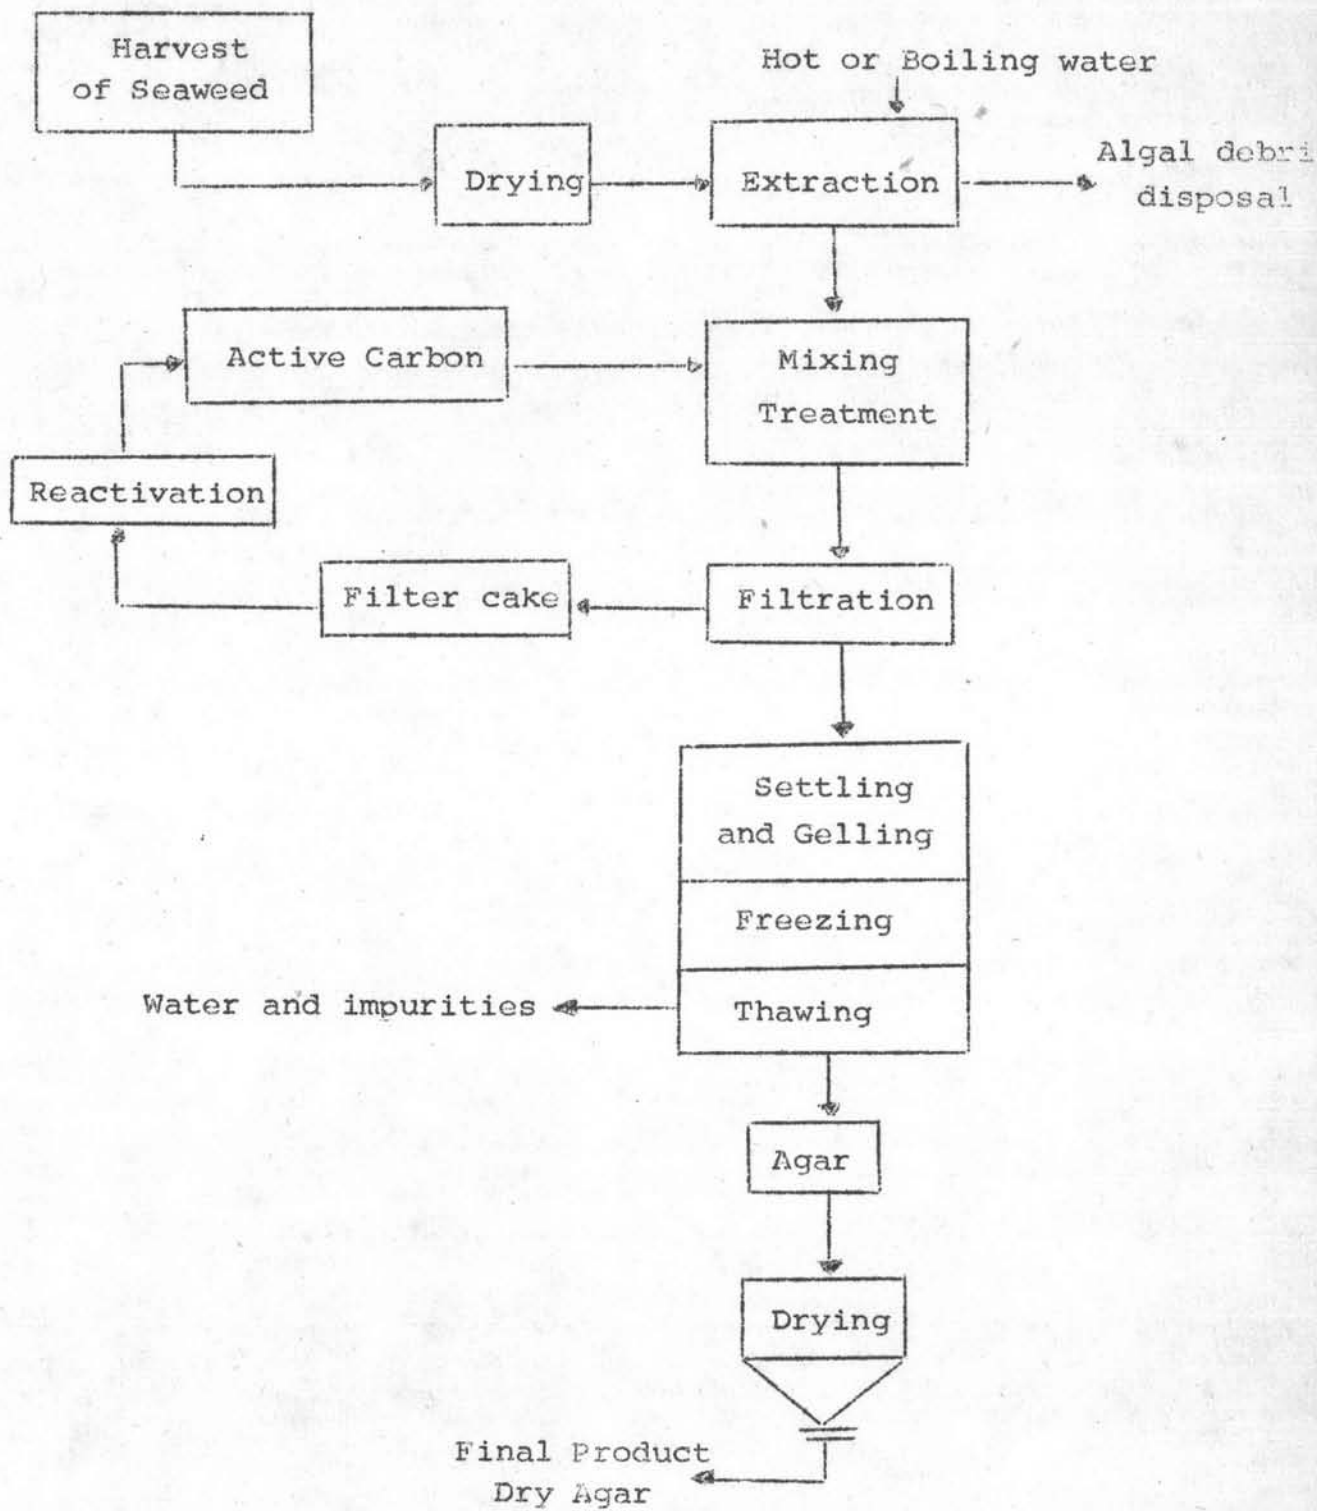 Harvest
of Seaweed
Hot or Boiling water
Drying
Extraction
Algal debri
disposal
Active Carbon
Mixing
Treatment
Reactivation
Filter cake
Filtration
Settling
and Gelling
Freezing
Water and impurities
Thawing
Agar
Drying
Final Product
Dry Agar